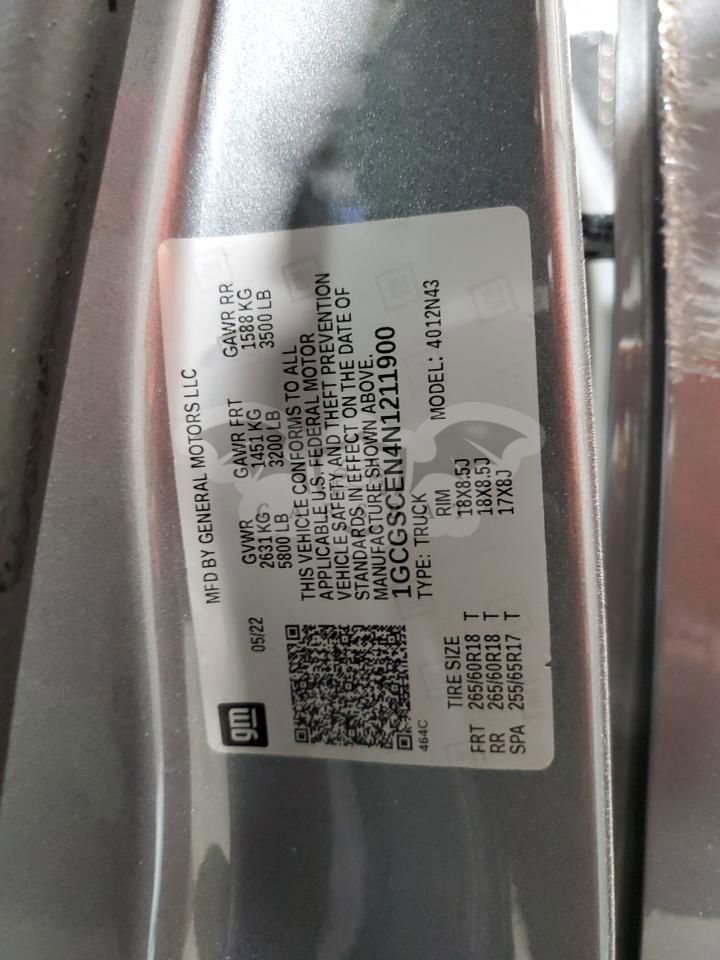 gm
MFD BY GENERAL MOTORS LLC
05/22
GVWR GAWR FRT GAWR RR
2631 KG 1451 KG 1588 KG
5800 LB 3200 LB 3500 LB
THIS VEHICLE CONFORMS TO ALL
APPLICABLE U.S. FEDERAL MOTOR
VEHICLE SAFETY AND THEFT PREVENTION
STANDARDS IN EFFECT ON THE DATE OF
MANUFACTURE SHOWN ABOVE.
1GCGSCEN4N1211900
464C
TYPE: TRUCK MODEL: 4012N43
TIRE SIZE RIM
FRT 265/60R18 T 18X8.5J
RR 265/60R18 T 18X8.5J
SPA 255/65R17 T 17X8J